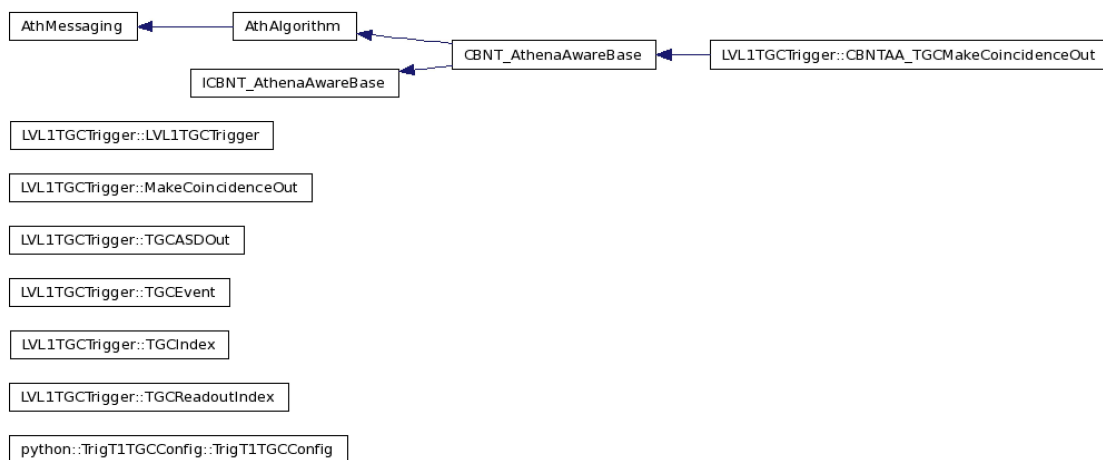 AthMessaging
AthAlgorithm
CBNT_AthenaAwareBase
LVL1TGCTrigger::CBNTAA_TGCMakeCoincidenceOut
ICBNT_AthenaAwareBase
LVL1TGCTrigger::LVL1TGCTrigger
LVL1TGCTrigger::MakeCoincidenceOut
LVL1TGCTrigger::TGCASDOut
LVL1TGCTrigger::TGCEvent
LVL1TGCTrigger::TGCIndex
LVL1TGCTrigger::TGCReadoutIndex
python::TrigT1TGCConfig::TrigT1TGCConfig